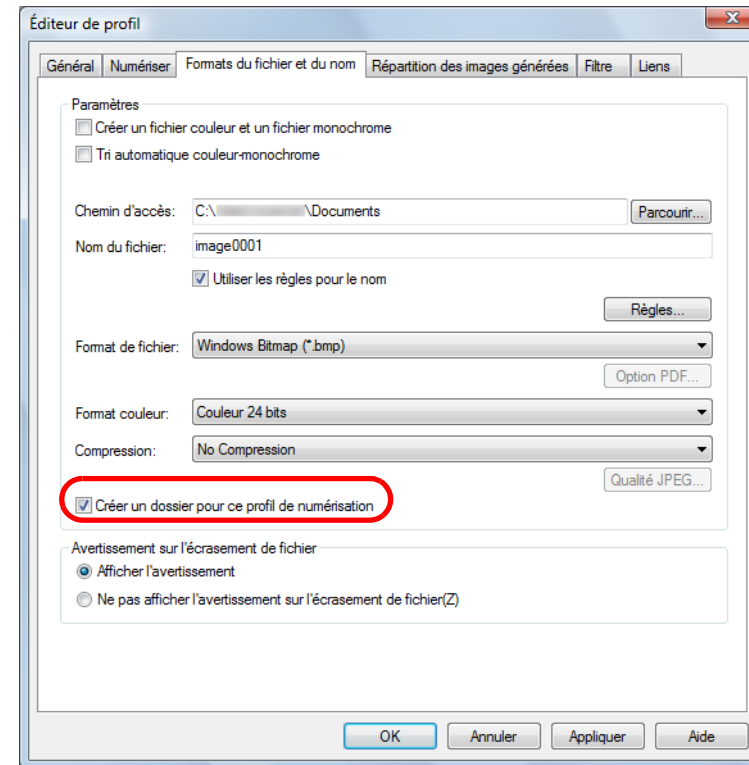 Éditeur de profil
Général Numériser Formats du fichier et du nom Répartition des images générées Filtre Liens
Paramètres
Créer un fichier couleur et un fichier monochrome
Tri automatique couleur-monochrome
Chemin d'accès: C:\ \Documents Parcourir...
Nom du fichier: image0001
Utiliser les règles pour le nom
Règles...
Format de fichier: Windows Bitmap (*.bmp)
Option PDF...
Format couleur: Couleur 24 bits
Compression: No Compression
Qualité JPEG...
Créer un dossier pour ce profil de numérisation
Avertissement sur l'écrasement de fichier
Afficher l'avertissement
Ne pas afficher l'avertissement sur l'écrasement de fichier(Z)
OK Annuler Appliquer Aide